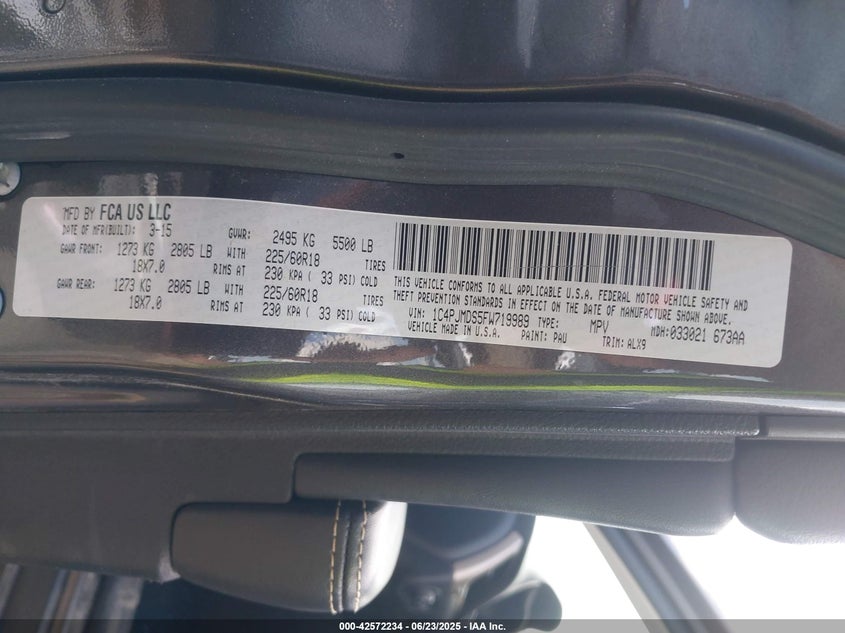 MFD BY FCA US LLC
DATE OF MFR(BUILT): 3-15 GVWR: 2495 KG 5500 LB
GAWR FRONT: 1273 KG 2805 LB WITH 225/60R18 TIRES
18X7.0 RIMS AT 230 KPA ( 33 PSI) COLD
GAWR REAR: 1273 KG 2805 LB WITH 225/60R18 TIRES
18X7.0 RIMS AT 230 KPA ( 33 PSI) COLD
THIS VEHICLE CONFORMS TO ALL APPLICABLE U.S.A. FEDERAL MOTOR VEHICLE SAFETY AND
THEFT PREVENTION STANDARDS IN EFFECT ON THE DATE OF MANUFACTURE SHOWN ABOVE.
VIN: 1C4PJMDS5FW719989 TYPE: MPV MDH:033021 673AA
VEHICLE MADE IN U.S.A. PAINT: PAU TRIM: ALX9
000-42572234 - 06/23/2025 - IAA Inc.